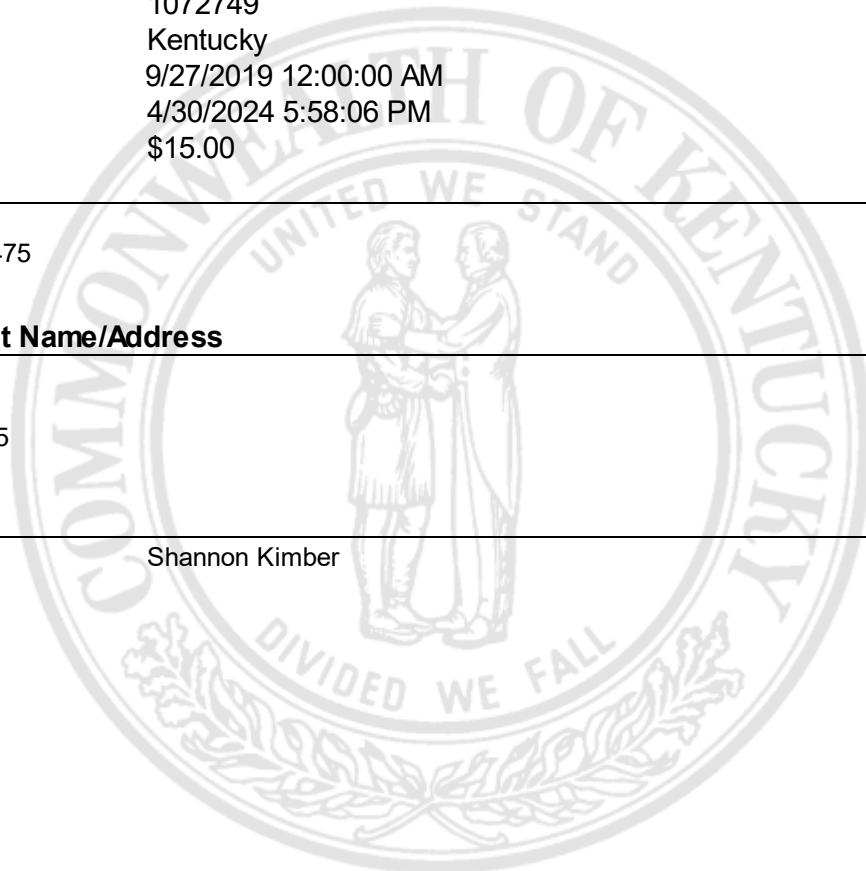 1072749
Kentucky
9/27/2019 12:00:00 AM
4/30/2024 5:58:06 PM
$15.00
475
t Name/Address
5
Shannon Kimber
COMMONWEALTH OF KENTUCKY
UNITED WE STAND
DIVIDED WE FALL